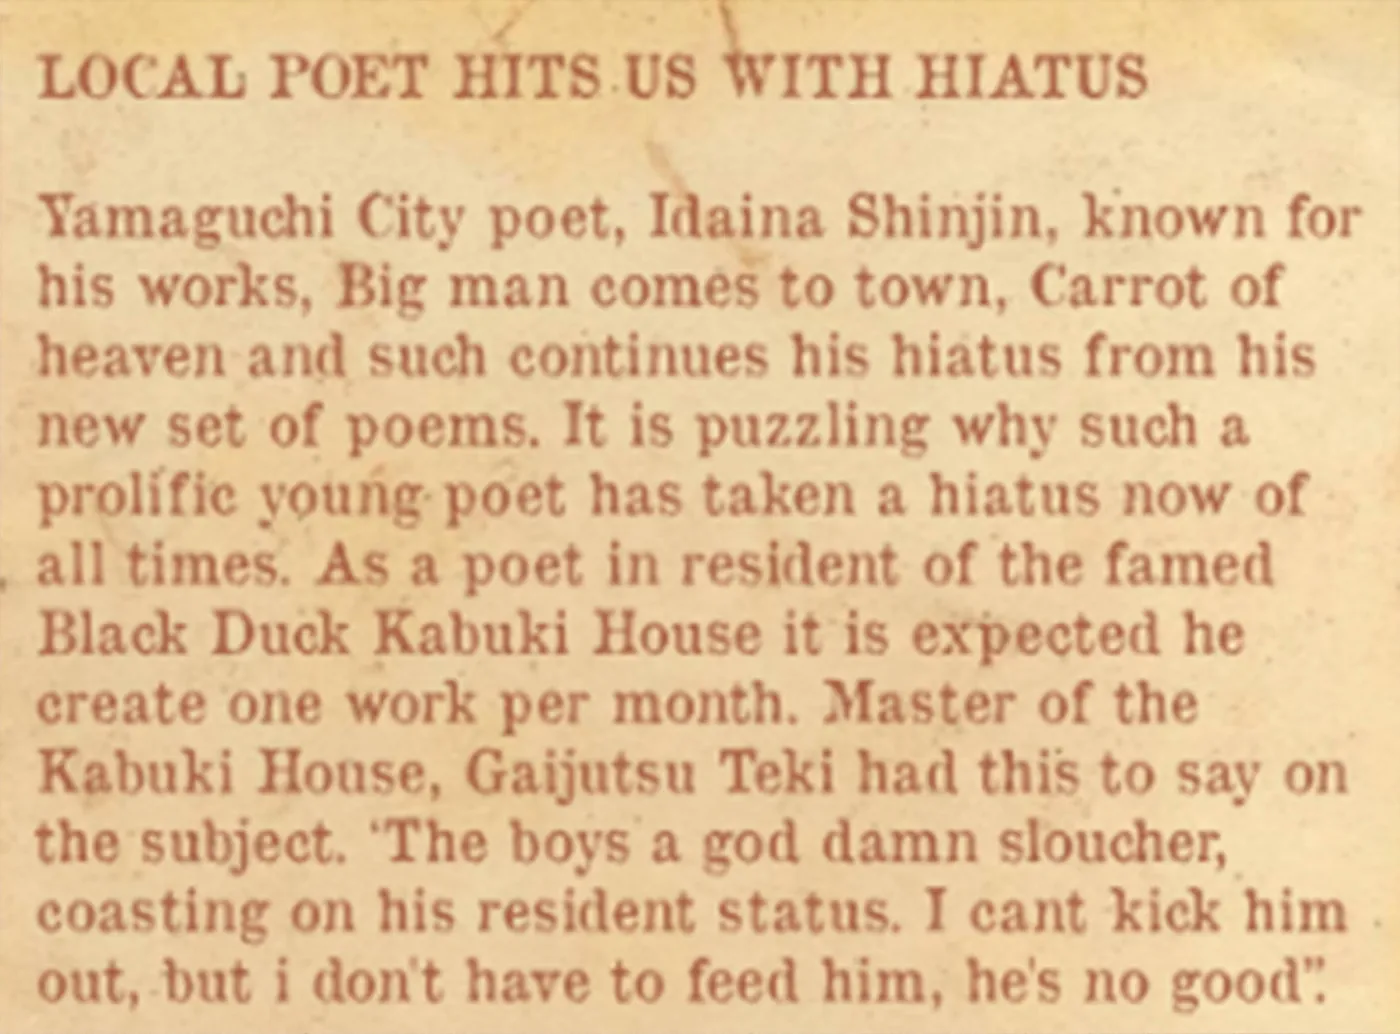 LOCAL POET HITS US WITH HIATUS
Yamaguchi City poet, Idaina Shinjin, known for
his works, Big man comes to town, Carrot of
heaven and such continues his hiatus from his
new set of poems. It is puzzling why such a
prolific young poet has taken a hiatus now of
all times. As a poet in resident of the famed
Black Duck Kabuki House it is expected he
create one work per month. Master of the
Kabuki House, Gaijutsu Teki had this to say on
the subject. ‘The boys a god damn sloucher,
coasting on his resident status. I cant kick him
out, but i don't have to feed him, he's no good”.